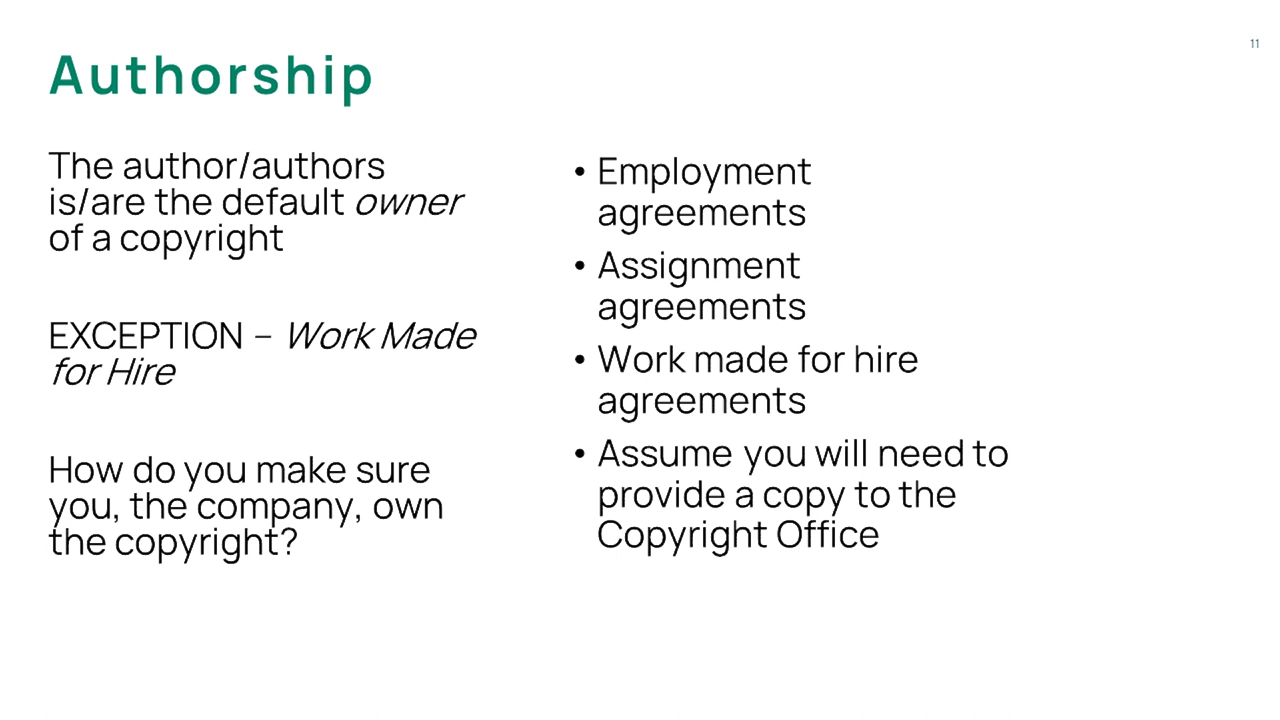 11
Authorship
The author/authors
is/are the default owner
of a copyright
EXCEPTION – Work Made
for Hire
How do you make sure
you, the company, own
the copyright?
• Employment
agreements
• Assignment
agreements
• Work made for hire
agreements
• Assume you will need to
provide a copy to the
Copyright Office